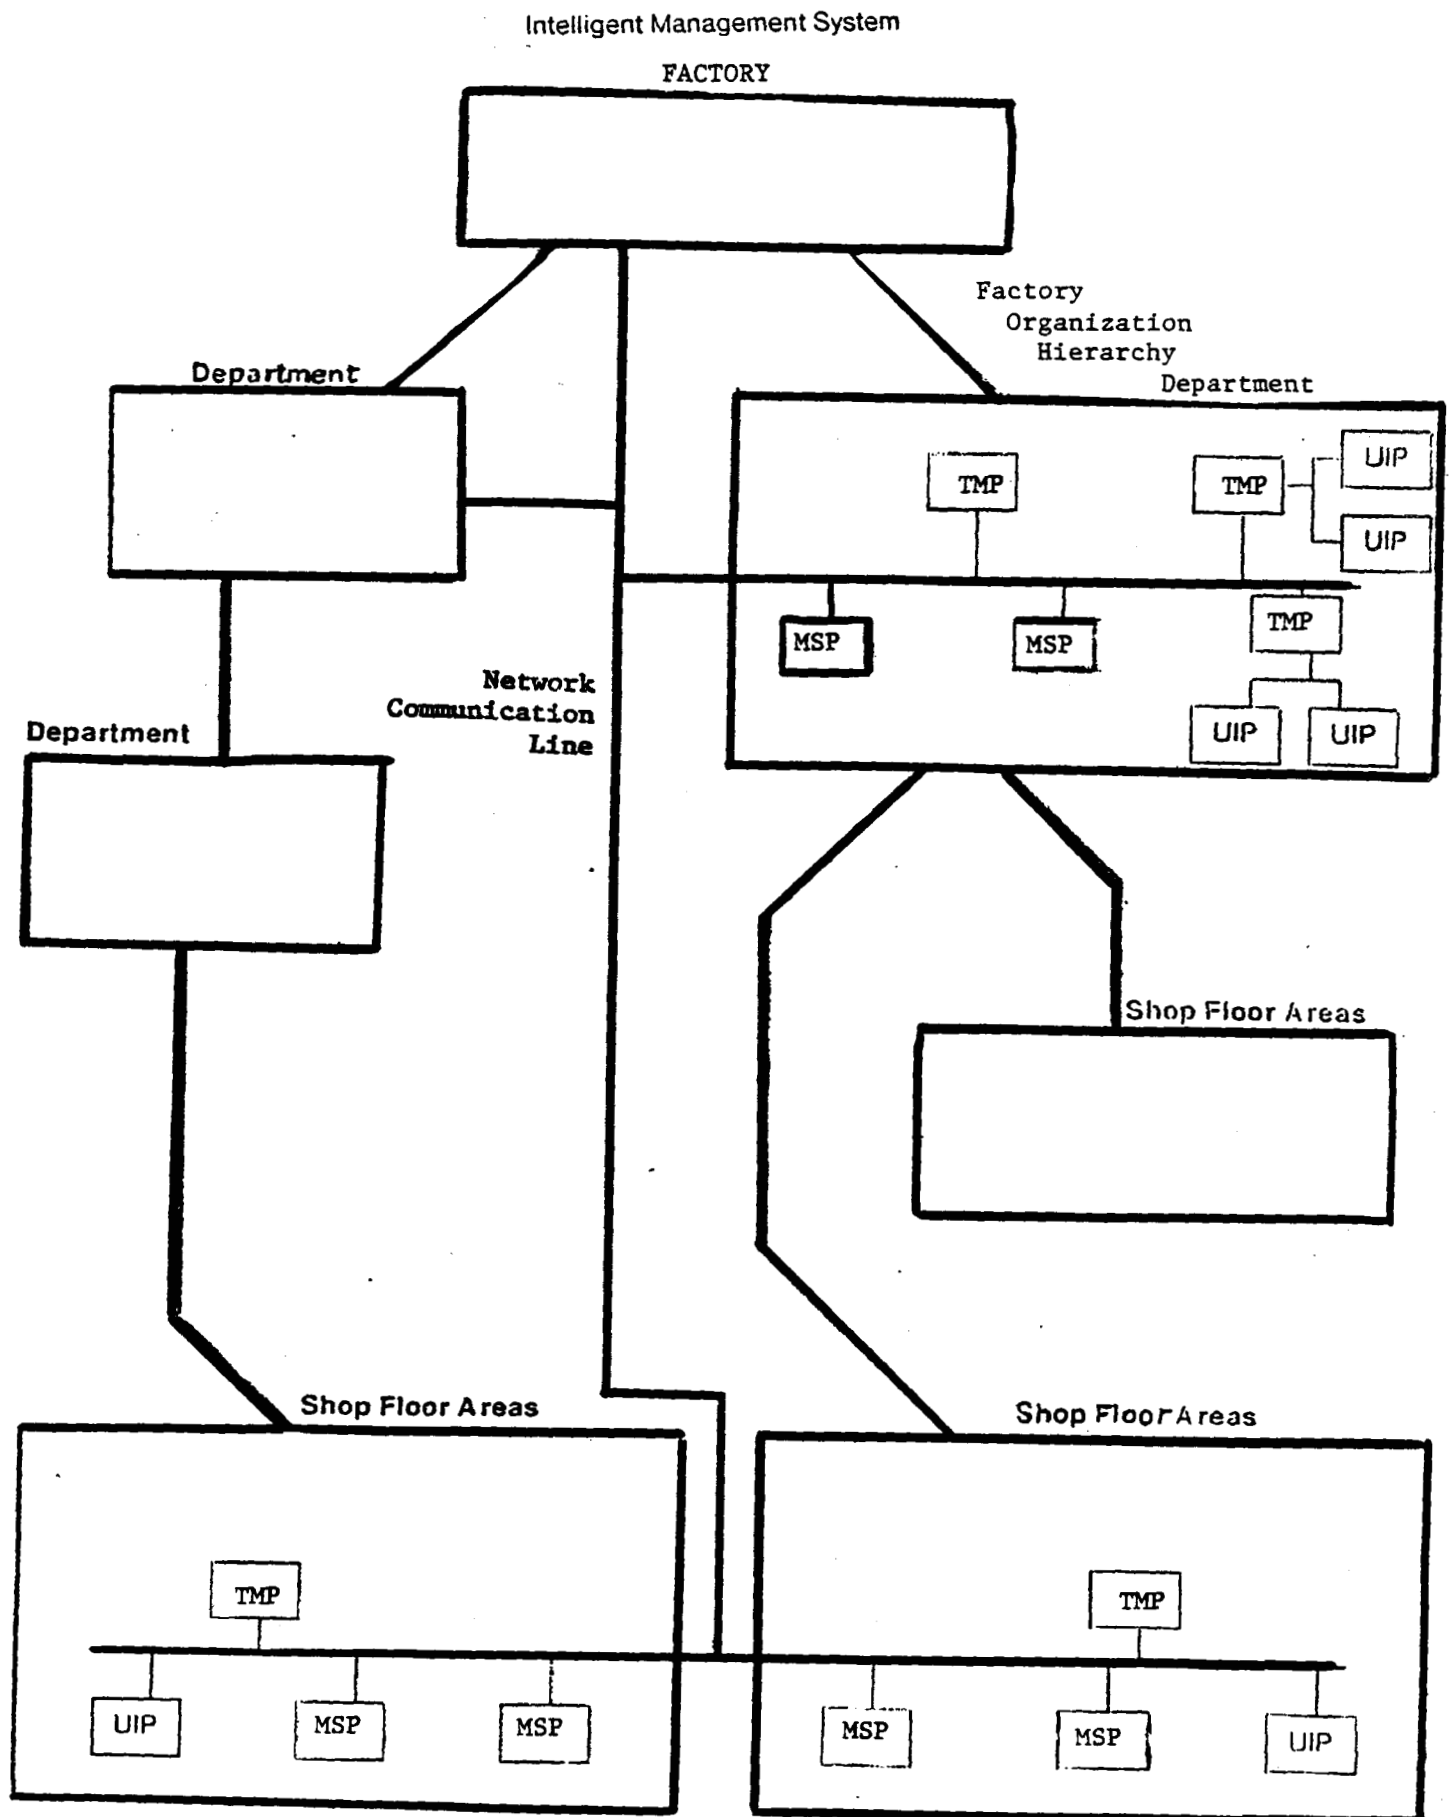 Intelligent Management System
FACTORY
Factory
Organization
Hierarchy
Department
Department
TMP
TMP
UIP
UIP
MSP
MSP
TMP
UIP
UIP
Network
Communication
Line
Department
Shop Floor Areas
Shop Floor Areas
Shop Floor Areas
TMP
UIP
MSP
MSP
TMP
MSP
MSP
UIP